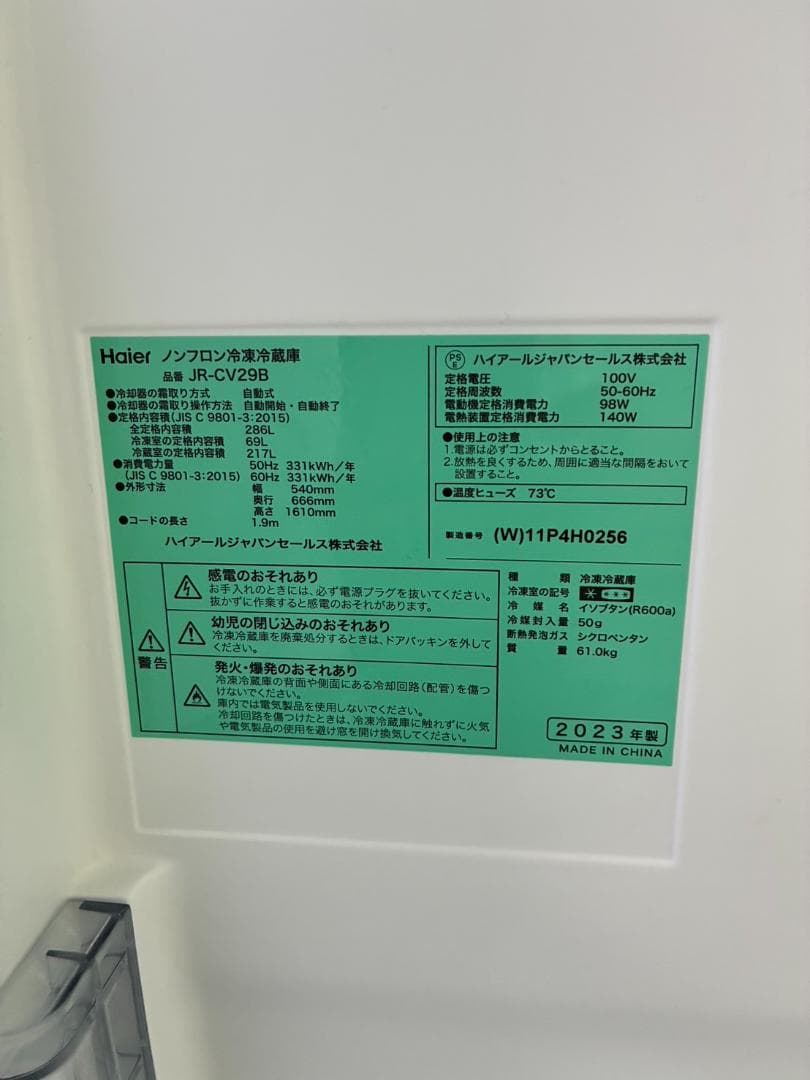 Haier ノンフロン冷凍冷蔵庫
品番 JR-CV29B
●冷却器の霜取り方式 自動式
●冷却器の霜取り操作方法 自動開始・自動終了
●定格内容積(JIS C 9801-3:2015)
全定格内容積 286L
冷凍室の定格内容積 69L
冷蔵室の定格内容積 217L
●消費電力量 50Hz 331kWh/年
(JIS C 9801-3:2015) 60Hz 331kWh/年
●外形寸法 幅 540mm
奥行 666mm
高さ 1610mm
●コードの長さ 1.9m
ハイアールジャパンセールス株式会社
PSE ハイアールジャパンセールス株式会社
定格電圧 100V
定格周波数 50-60Hz
電動機定格消費電力 98W
電熱装置定格消費電力 140W
●使用上の注意
1.電源は必ずコンセントからとること。
2.放熱を良くするため、周囲に適当な間隔をおいて
設置すること。
●温度ヒューズ 73℃
製造番号 (W)11P4H0256
警告
感電のおそれあり
お手入れのときには、必ず電源プラグを抜いてください。
抜かずに作業すると感電のおそれがあります。
幼児の閉じ込めのおそれあり
冷凍冷蔵庫を廃棄処分するときは、ドアパッキンを外して
ください。
発火・爆発のおそれあり
冷凍冷蔵庫の背面や側面にある冷却回路(配管)を傷つ
けないでください。
庫内では電気製品を使用しないでください。
冷却回路を傷つけたときは、冷凍冷蔵庫に触れずに火気
や電気製品の使用を避け窓を開け換気してください。
種類 冷凍冷蔵庫
冷凍室の記号
冷媒名 イソブタン(R600a)
冷媒封入量 50g
断熱発泡ガス シクロペンタン
質量 61.0kg
2023年製
MADE IN CHINA